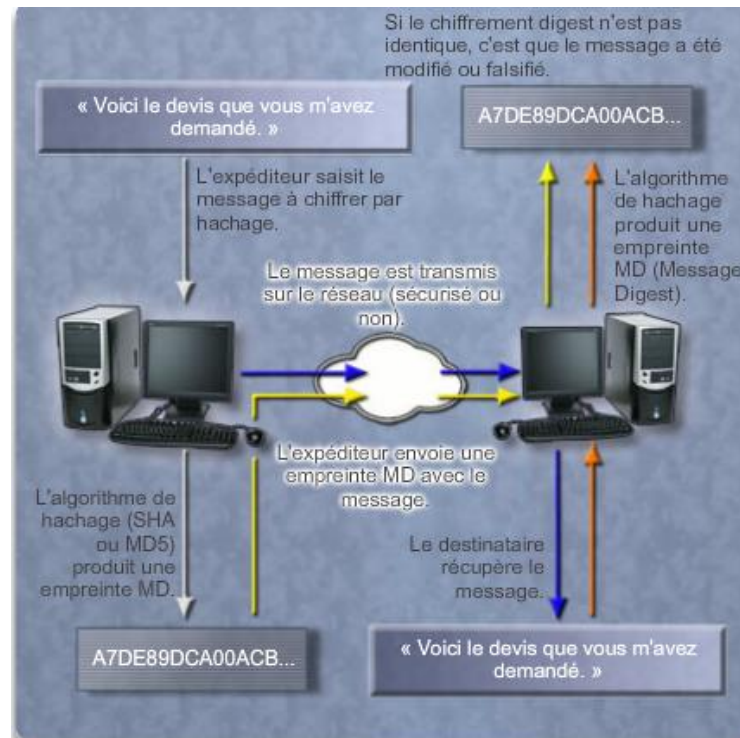 Si le chiffrement digest n'est pas
identique, c'est que le message a été
modifié ou falsifié.
« Voici le devis que vous m'avez
demandé. »
A7DE89DCA00ACB...
L'expéditeur saisit le
message à chiffrer par
hachage.
L'algorithme
de hachage
produit une
empreinte
MD (Message
Digest).
Le message est transmis
sur le réseau (sécurisé ou
non).
L'expéditeur envoie une
empreinte MD avec le
message.
L'algorithme de
hachage (SHA
ou MD5)
produit une
empreinte MD.
Le destinataire
récupère le
message.
A7DE89DCA00ACB...
« Voici le devis que vous m'avez
demandé. »